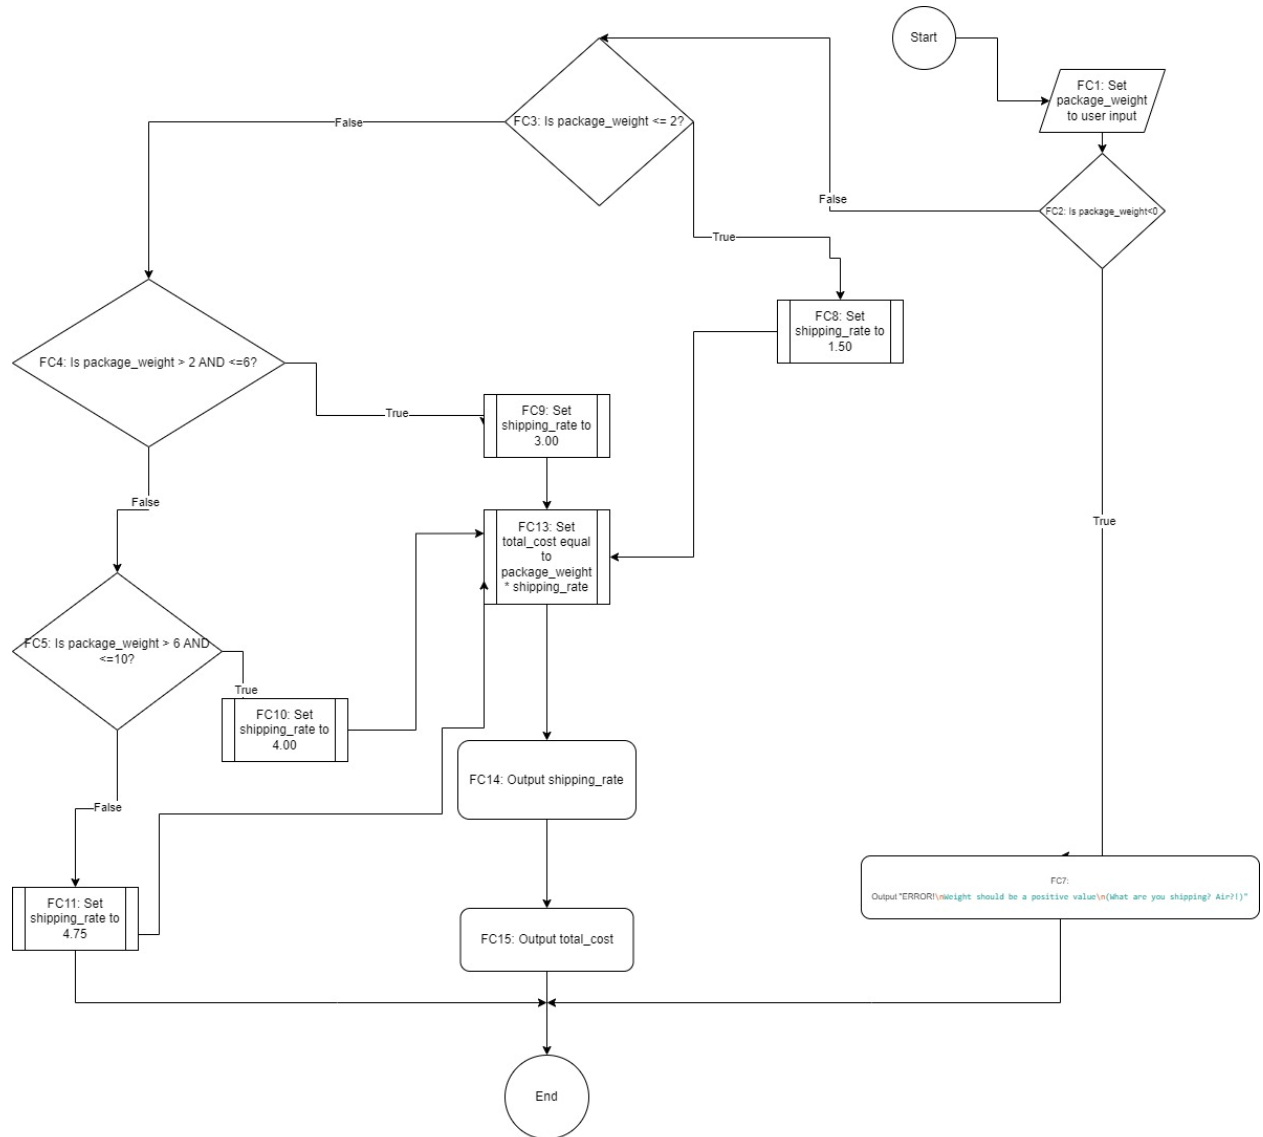 Start
FC1: Set
package_weight
to user input
FC2: Is package_weight<0
False
True
FC3: Is package_weight <= 2?
False
True
FC8: Set
shipping_rate to
1.50
FC4: Is package_weight > 2 AND <=6?
True
False
FC9: Set
shipping_rate to
3.00
FC13: Set
total_cost equal
to
package_weight
* shipping_rate
FC5: Is package_weight > 6 AND
<=10?
True
False
FC10: Set
shipping_rate to
4.00
FC11: Set
shipping_rate to
4.75
FC14: Output shipping_rate
FC15: Output total_cost
FC7:
Output "ERROR!\nWeight should be a positive value\n(What are you shipping? Air?!)"
End